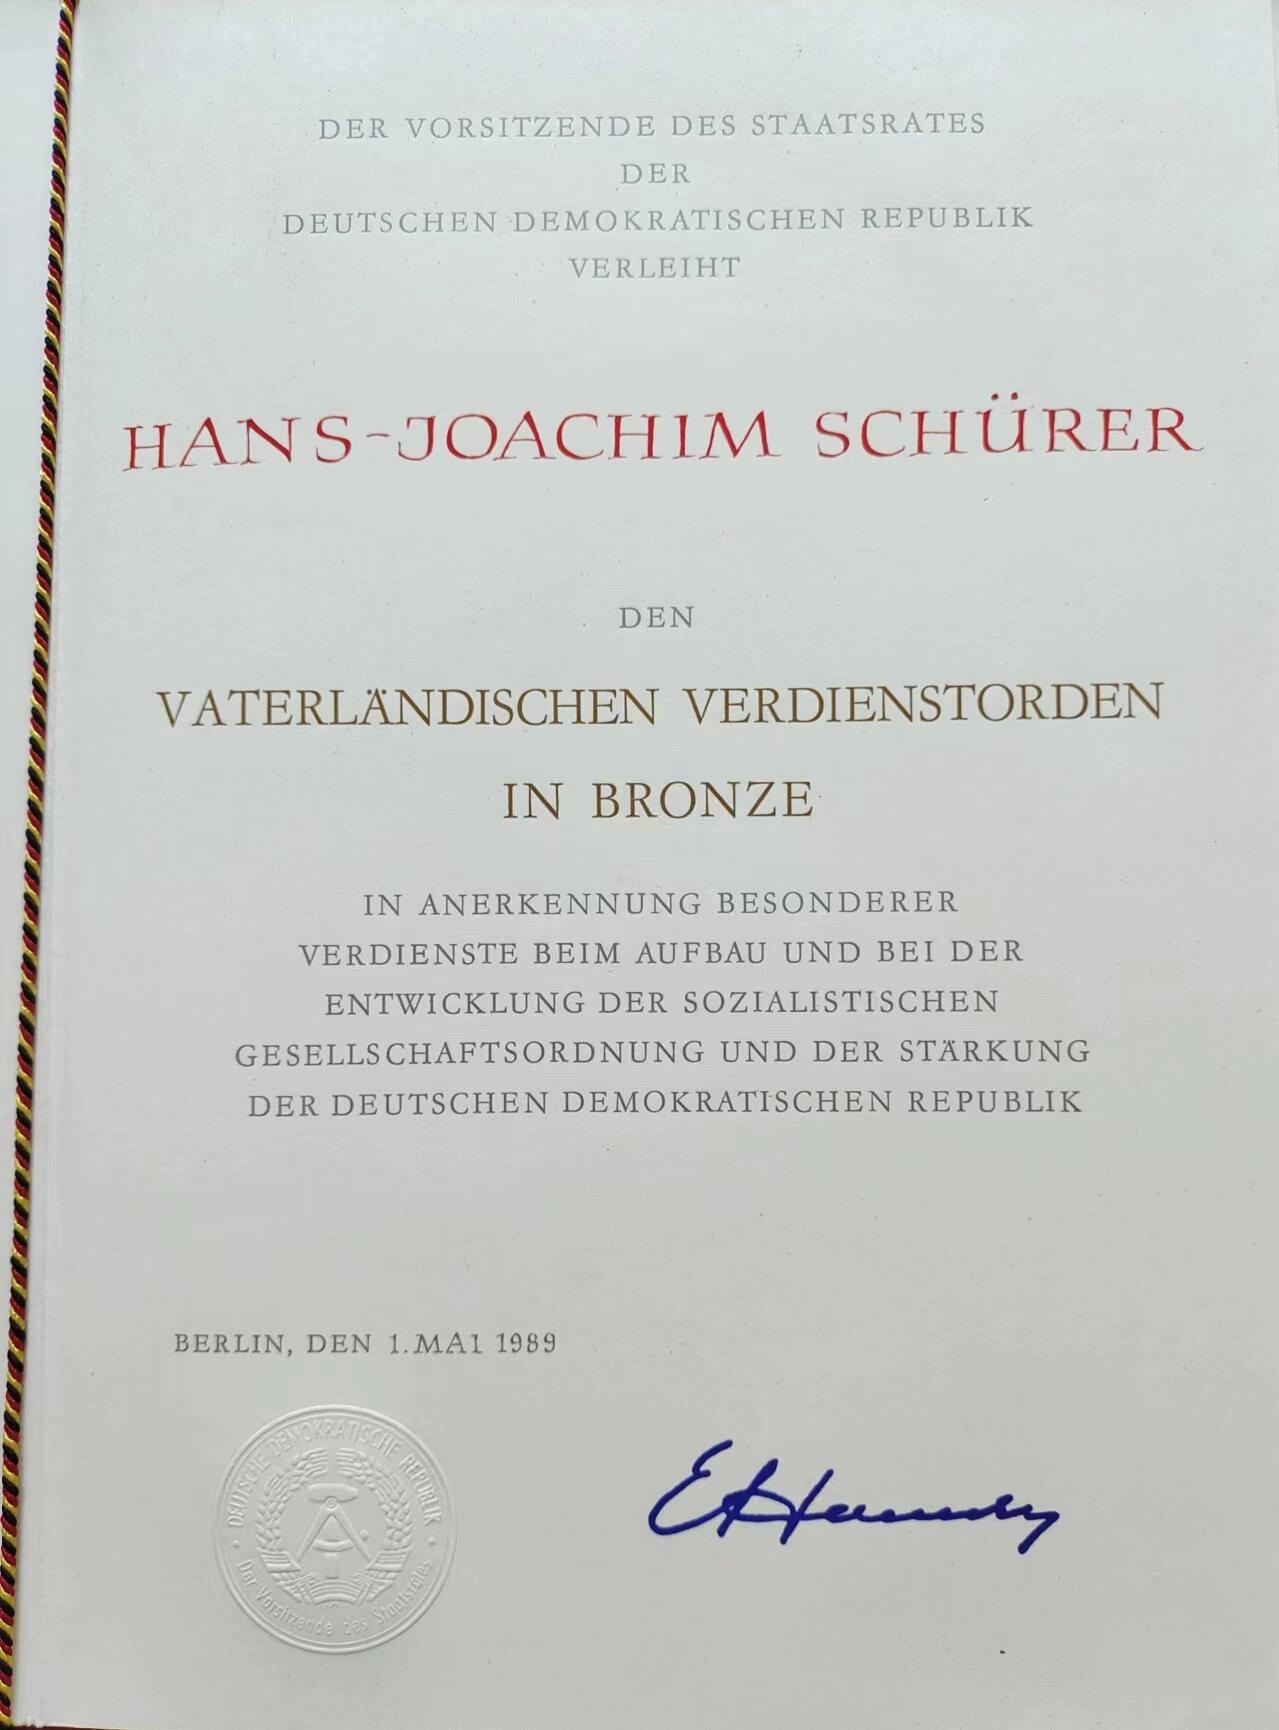 DER VORSITZENDE DES STAATSRATES
DER
DEUTSCHEN DEMOKRATISCHEN REPUBLIK
VERLEIHT
HANS-JOACHIM SCHÜRER
DEN
VATERLÄNDISCHEN VERDIENSTORDEN
IN BRONZE
IN ANERKENNUNG BESONDERER
VERDIENSTE BEIM AUFBAU UND BEI DER
ENTWICKLUNG DER SOZIALISTISCHEN
GESELLSCHAFTSORDNUNG UND DER STÄRKUNG
DER DEUTSCHEN DEMOKRATISCHEN REPUBLIK
BERLIN, DEN 1. MAI 1989
DEUTSCHE DEMOKRATISCHE REPUBLIK
Der Vorsitzende des Staatsrates